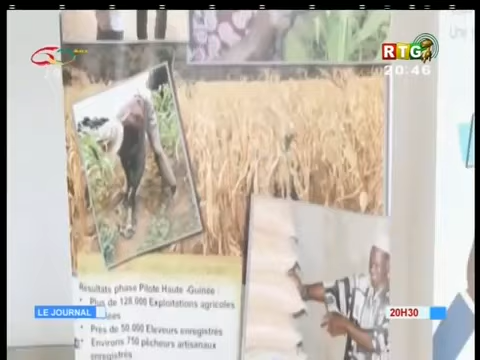 RTG
20:46
Résultats phase Pilote Haute -Guinée :
• Plus de 128.000 Exploitations agricoles
• Près de 50.000 Eleveurs enregistrés
• Environs 750 pêcheurs artisanaux
enregistrés
LE JOURNAL
20H30